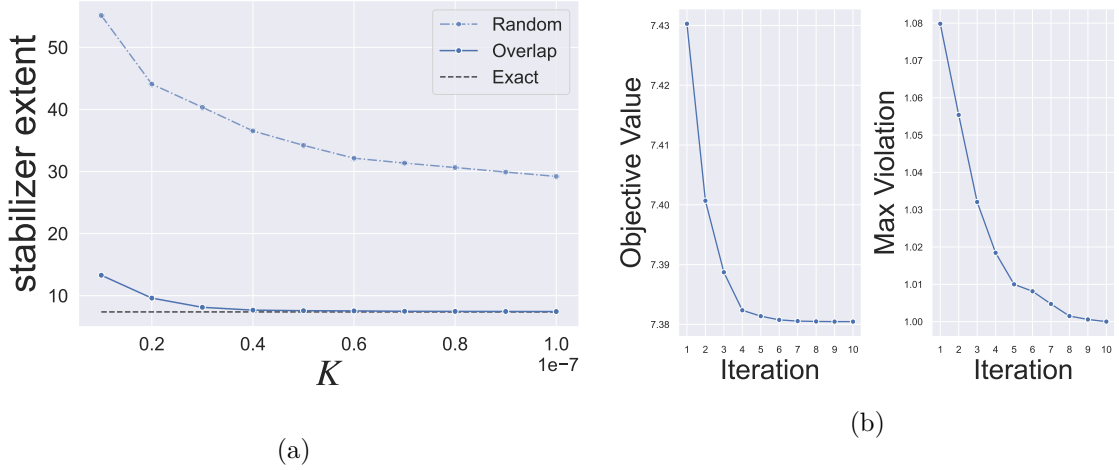 stabilizer extent
50
40
30
20
10
Random
Overlap
Exact
0.2 0.4 0.6 0.8 1.0
1e-7
K
(a)
Objective Value
7.43
7.42
7.41
7.40
7.39
7.38
1 2 3 4 5 6 7 8 9 10
Iteration
Max Violation
1.08
1.07
1.06
1.05
1.04
1.03
1.02
1.01
1.00
1 2 3 4 5 6 7 8 9 10
Iteration
(b)